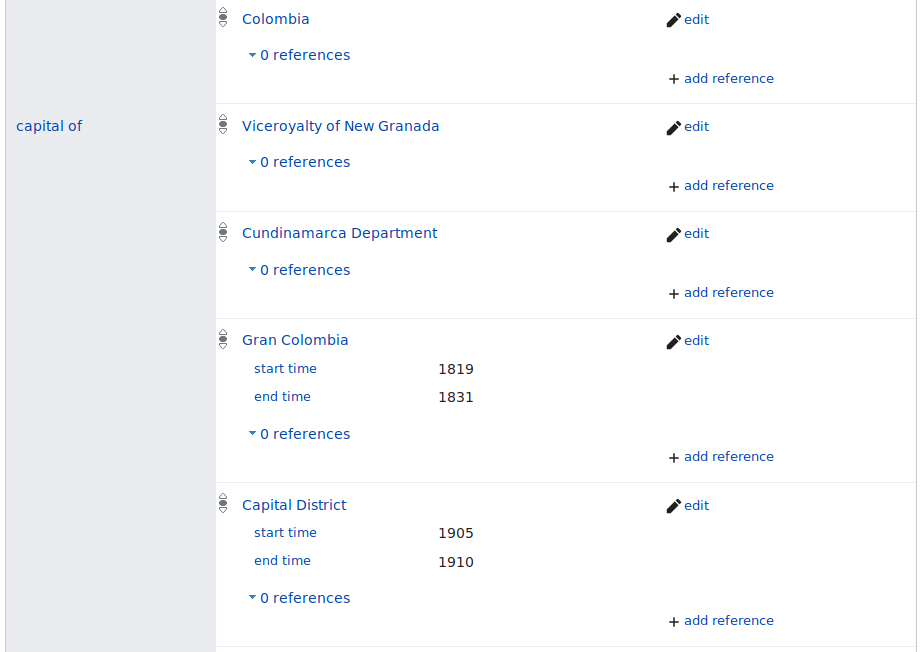 Colombia edit
0 references
+ add reference
capital of Viceroyalty of New Granada edit
0 references
+ add reference
Cundinamarca Department edit
0 references
+ add reference
Gran Colombia edit
start time 1819
end time 1831
0 references
+ add reference
Capital District edit
start time 1905
end time 1910
0 references
+ add reference